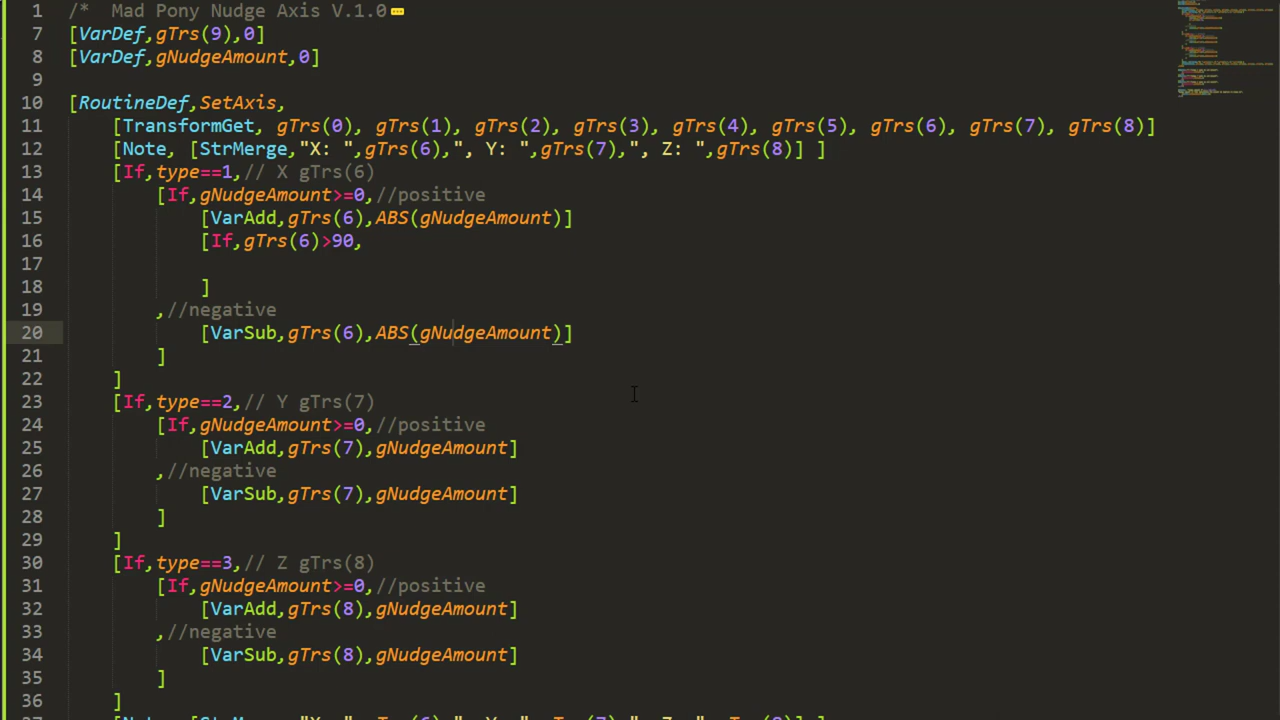 1 /*  Mad Pony Nudge Axis V.1.0
7 [VarDef,gTrs(9),0]
8 [VarDef,gNudgeAmount,0]
9
10 [RoutineDef,SetAxis,
11     [TransformGet, gTrs(0), gTrs(1), gTrs(2), gTrs(3), gTrs(4), gTrs(5), gTrs(6), gTrs(7), gTrs(8)]
12     [Note, [StrMerge,"X: ",gTrs(6),", Y: ",gTrs(7),", Z: ",gTrs(8)] ]
13     [If,type==1,// X gTrs(6)
14         [If,gNudgeAmount>=0,//positive
15             [VarAdd,gTrs(6),ABS(gNudgeAmount)]
16             [If,gTrs(6)>90,
17
18             ]
19         ,//negative
20             [VarSub,gTrs(6),ABS(gNudgeAmount)]
21         ]
22     ]
23     [If,type==2,// Y gTrs(7)
24         [If,gNudgeAmount>=0,//positive
25             [VarAdd,gTrs(7),gNudgeAmount]
26         ,//negative
27             [VarSub,gTrs(7),gNudgeAmount]
28         ]
29     ]
30     [If,type==3,// Z gTrs(8)
31         [If,gNudgeAmount>=0,//positive
32             [VarAdd,gTrs(8),gNudgeAmount]
33         ,//negative
34             [VarSub,gTrs(8),gNudgeAmount]
35         ]
36     ]